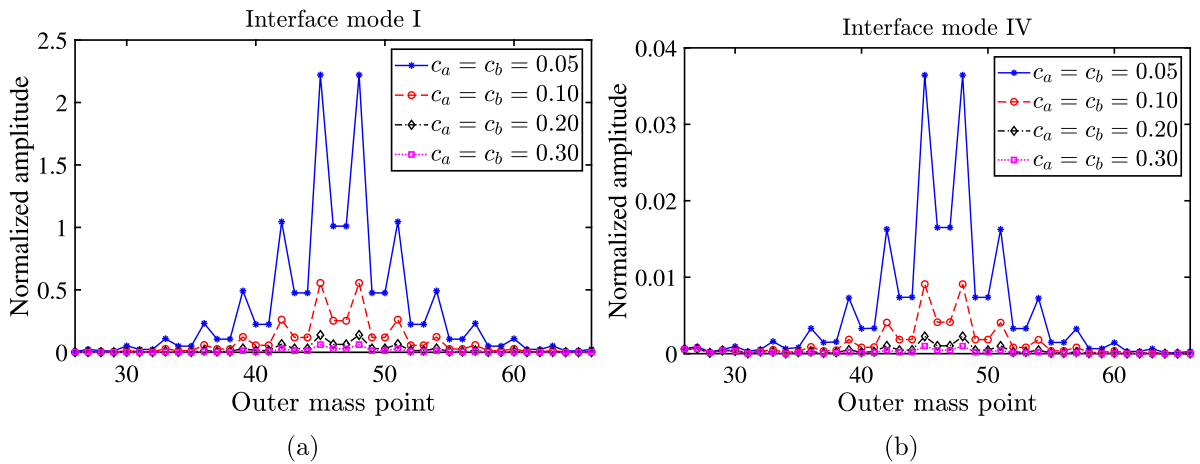 Interface mode I
2.5
2
1.5
1
0.5
0
30 40 50 60
Normalized amplitude
Outer mass point
c_a = c_b = 0.05
c_a = c_b = 0.10
c_a = c_b = 0.20
c_a = c_b = 0.30
(a)
Interface mode IV
0.04
0.03
0.02
0.01
0
30 40 50 60
Normalized amplitude
Outer mass point
c_a = c_b = 0.05
c_a = c_b = 0.10
c_a = c_b = 0.20
c_a = c_b = 0.30
(b)